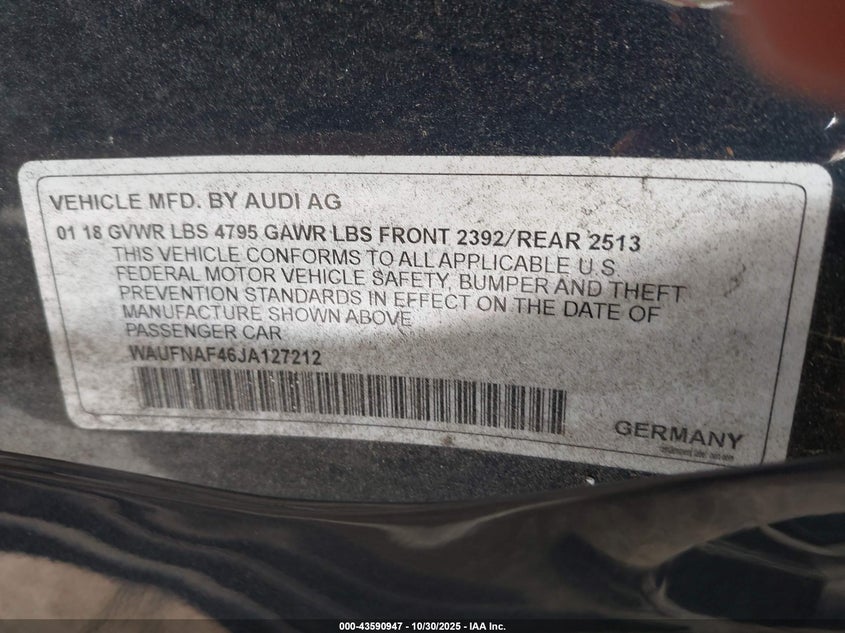 VEHICLE MFD. BY AUDI AG
01 18 GVWR LBS 4795 GAWR LBS FRONT 2392/REAR 2513
THIS VEHICLE CONFORMS TO ALL APPLICABLE U.S.
FEDERAL MOTOR VEHICLE SAFETY, BUMPER AND THEFT
PREVENTION STANDARDS IN EFFECT ON THE DATE OF
MANUFACTURE SHOWN ABOVE
PASSENGER CAR
WAUFNAF46JA127212
GERMANY
000-43590947 - 10/30/2025 - IAA Inc.